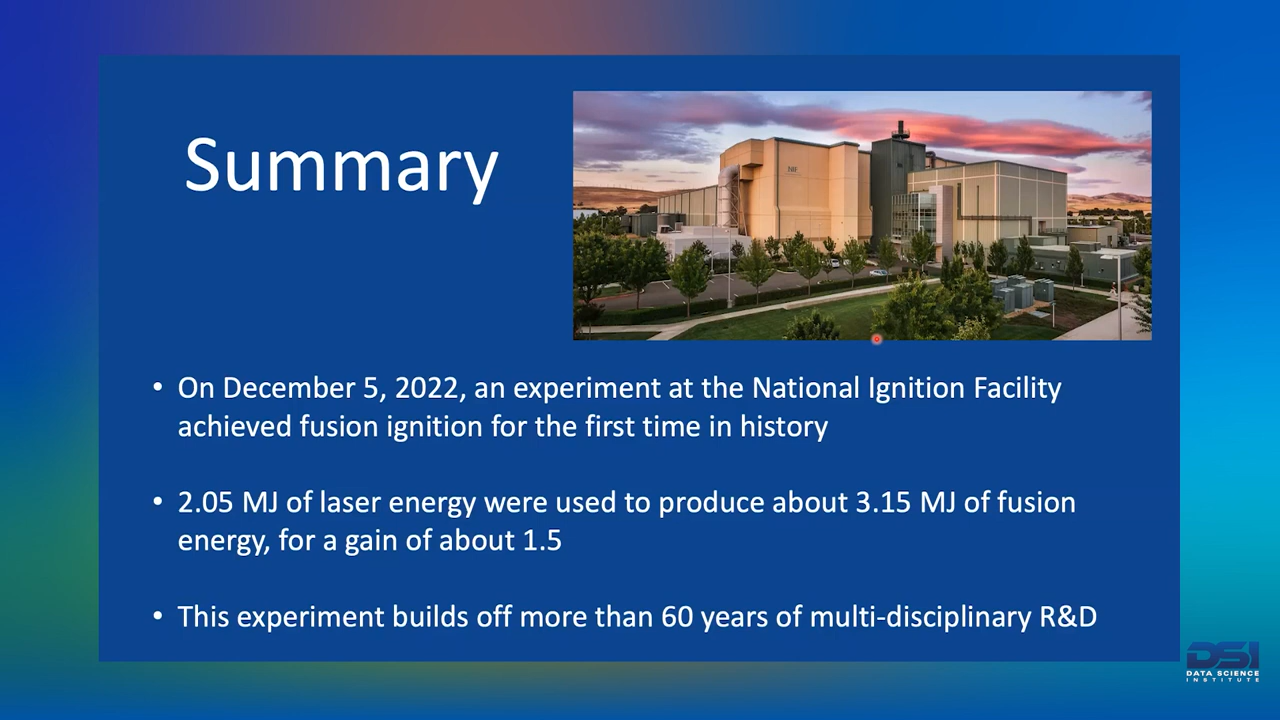 Summary
NIF
• On December 5, 2022, an experiment at the National Ignition Facility
achieved fusion ignition for the first time in history
• 2.05 MJ of laser energy were used to produce about 3.15 MJ of fusion
energy, for a gain of about 1.5
• This experiment builds off more than 60 years of multi-disciplinary R&D
DSI
DATA SCIENCE
INSTITUTE